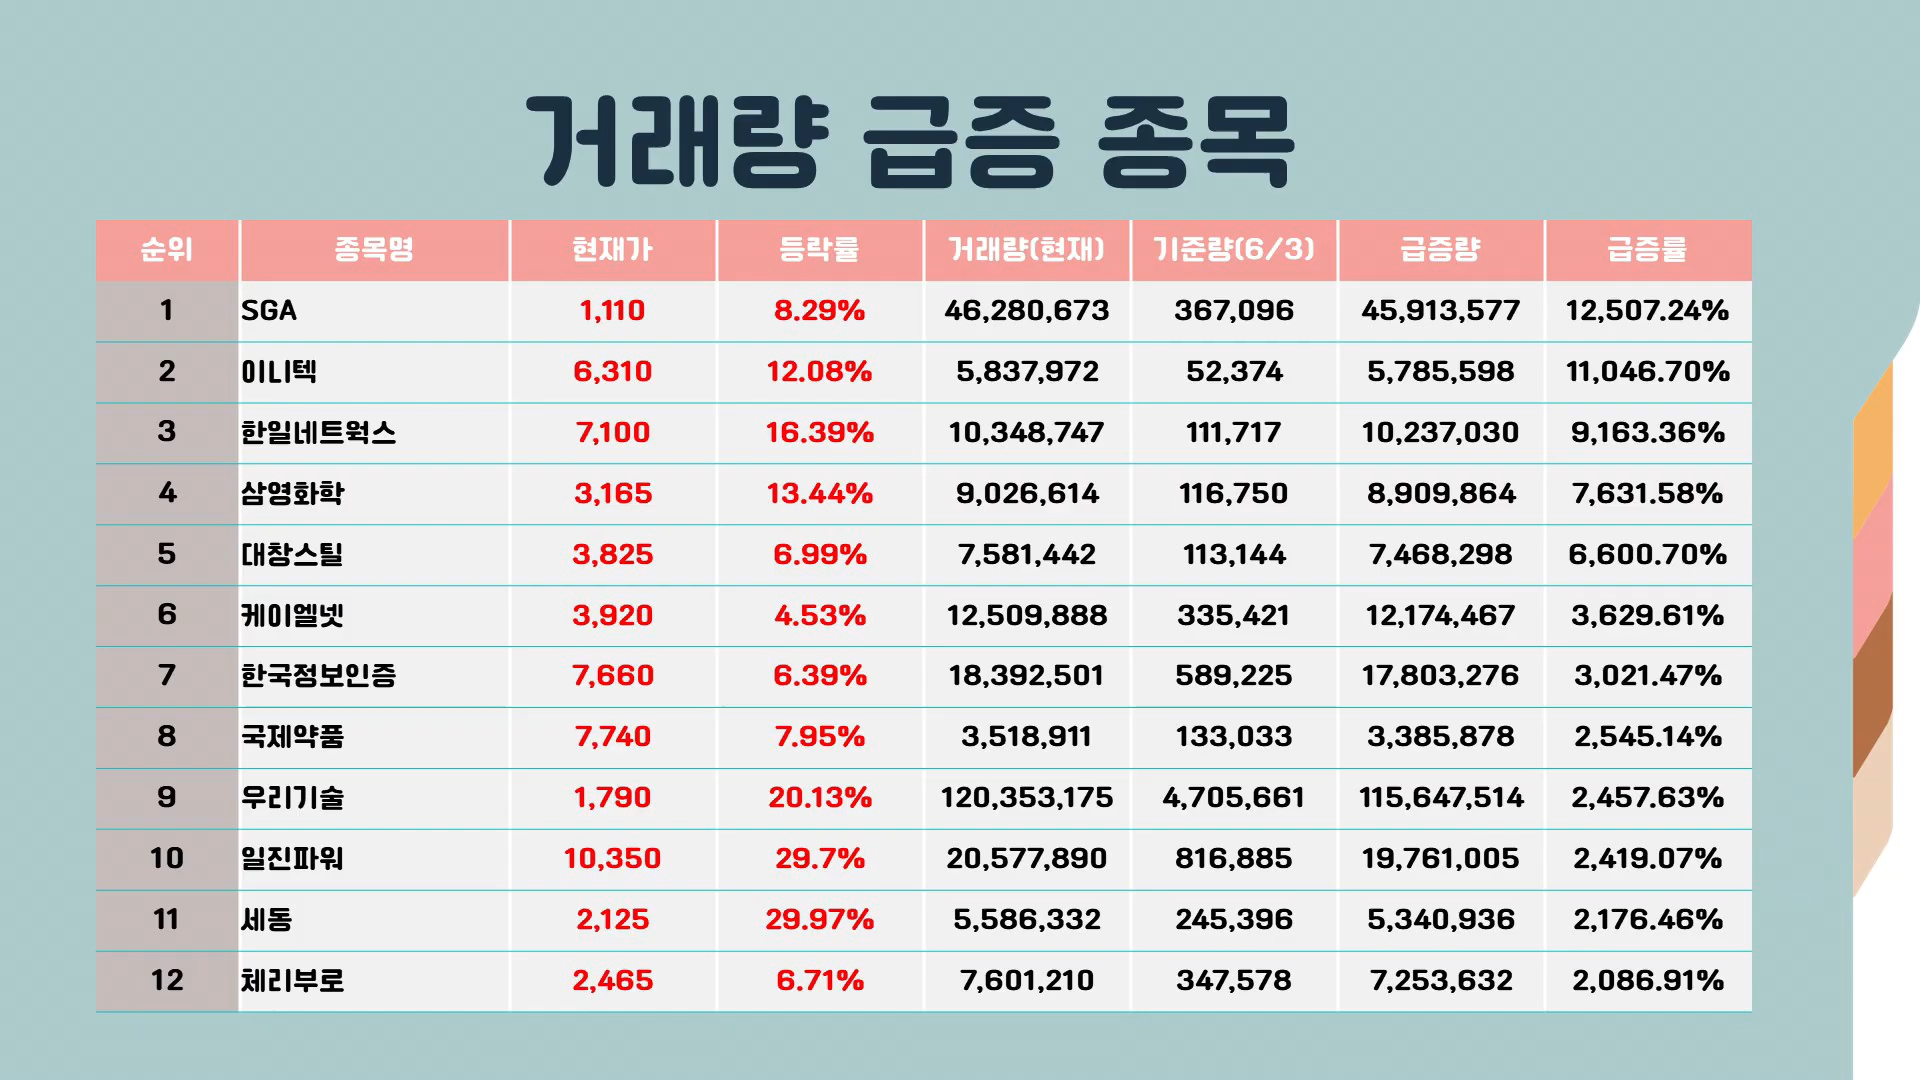 거래량 급증 종목
순위 종목명 현재가 등락률 거래량(현재) 기준량(6/3) 급증량 급증률
1 SGA 1,110 8.29% 46,280,673 367,096 45,913,577 12,507.24%
2 이니텍 6,310 12.08% 5,837,972 52,374 5,785,598 11,046.70%
3 한일네트웍스 7,100 16.39% 10,348,747 111,717 10,237,030 9,163.36%
4 삼영화학 3,165 13.44% 9,026,614 116,750 8,909,864 7,631.58%
5 대창스틸 3,825 6.99% 7,581,442 113,144 7,468,298 6,600.70%
6 케이엘넷 3,920 4.53% 12,509,888 335,421 12,174,467 3,629.61%
7 한국정보인증 7,660 6.39% 18,392,501 589,225 17,803,276 3,021.47%
8 국제약품 7,740 7.95% 3,518,911 133,033 3,385,878 2,545.14%
9 우리기술 1,790 20.13% 120,353,175 4,705,661 115,647,514 2,457.63%
10 일진파워 10,350 29.7% 20,577,890 816,885 19,761,005 2,419.07%
11 세동 2,125 29.97% 5,586,332 245,396 5,340,936 2,176.46%
12 체리부로 2,465 6.71% 7,601,210 347,578 7,253,632 2,086.91%